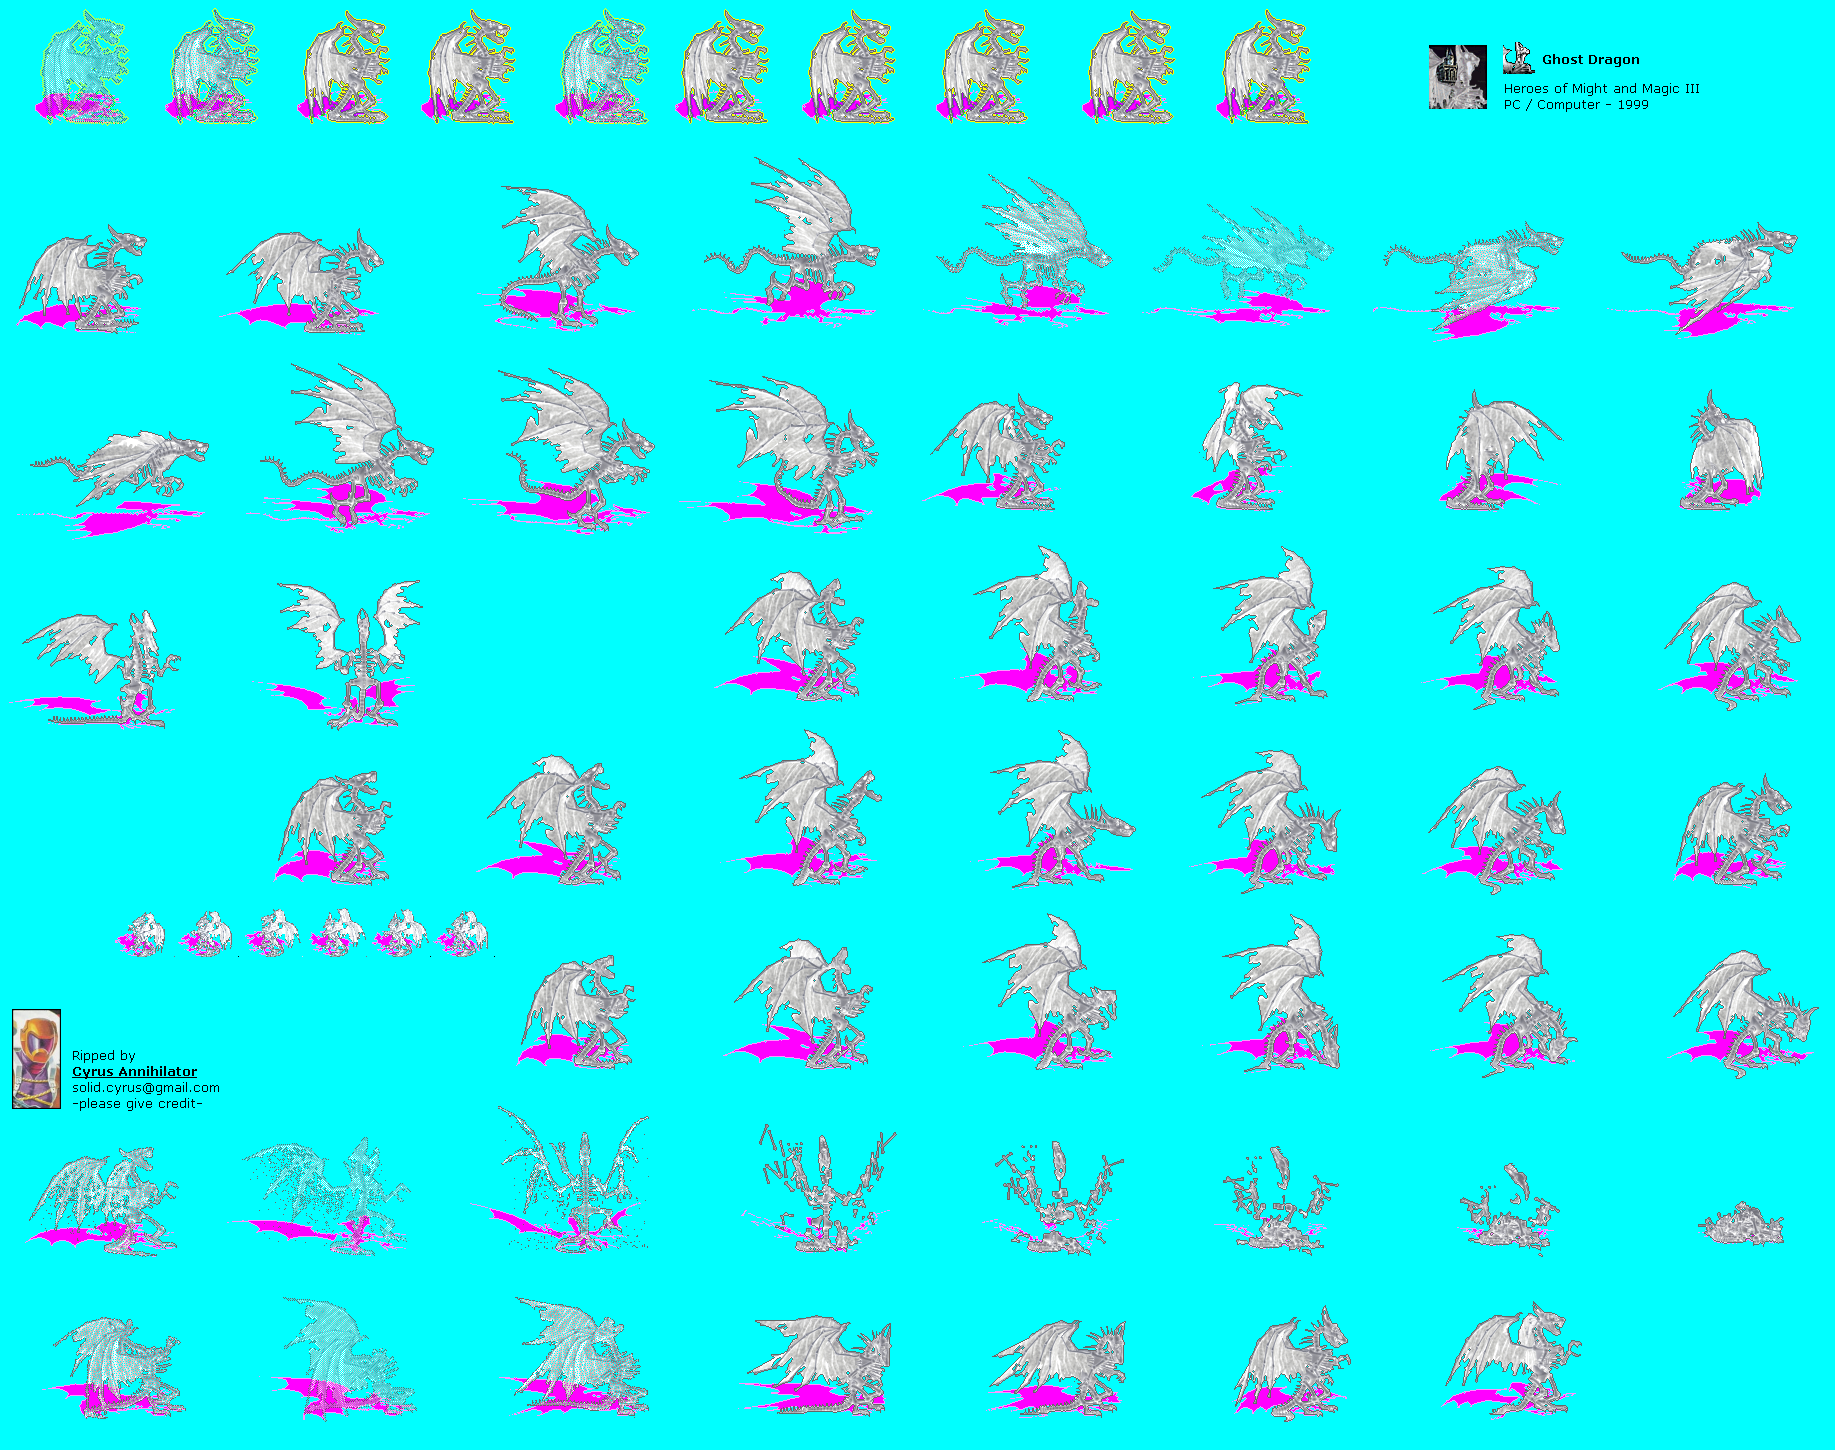 Ghost Dragon
Heroes of Might and Magic III
PC / Computer - 1999
Ripped by
Cyrus Annihilator
solid.cyrus@gmail.com
-please give credit-